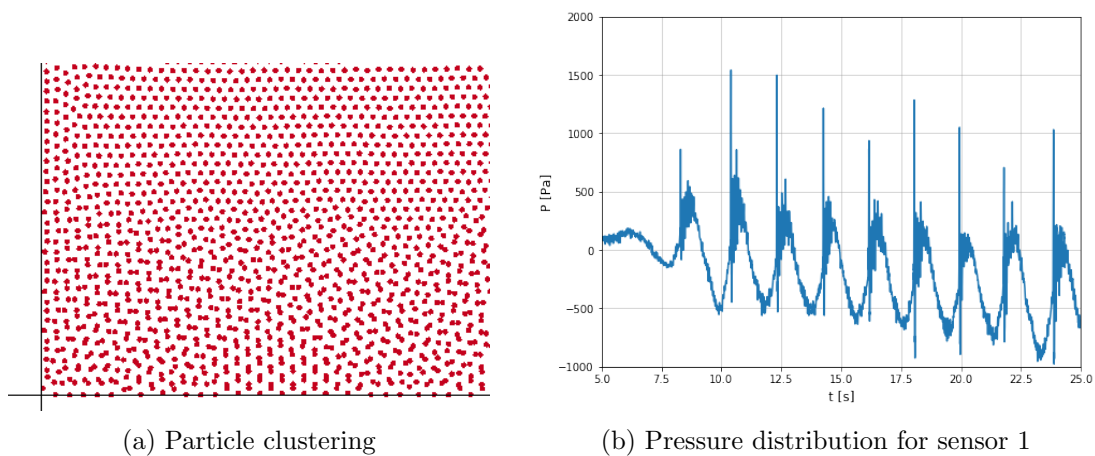 2000
1500
1000
500
0
−500
−1000
P [Pa]
5.0 7.5 10.0 12.5 15.0 17.5 20.0 22.5 25.0
t [s]
(a) Particle clustering
(b) Pressure distribution for sensor 1